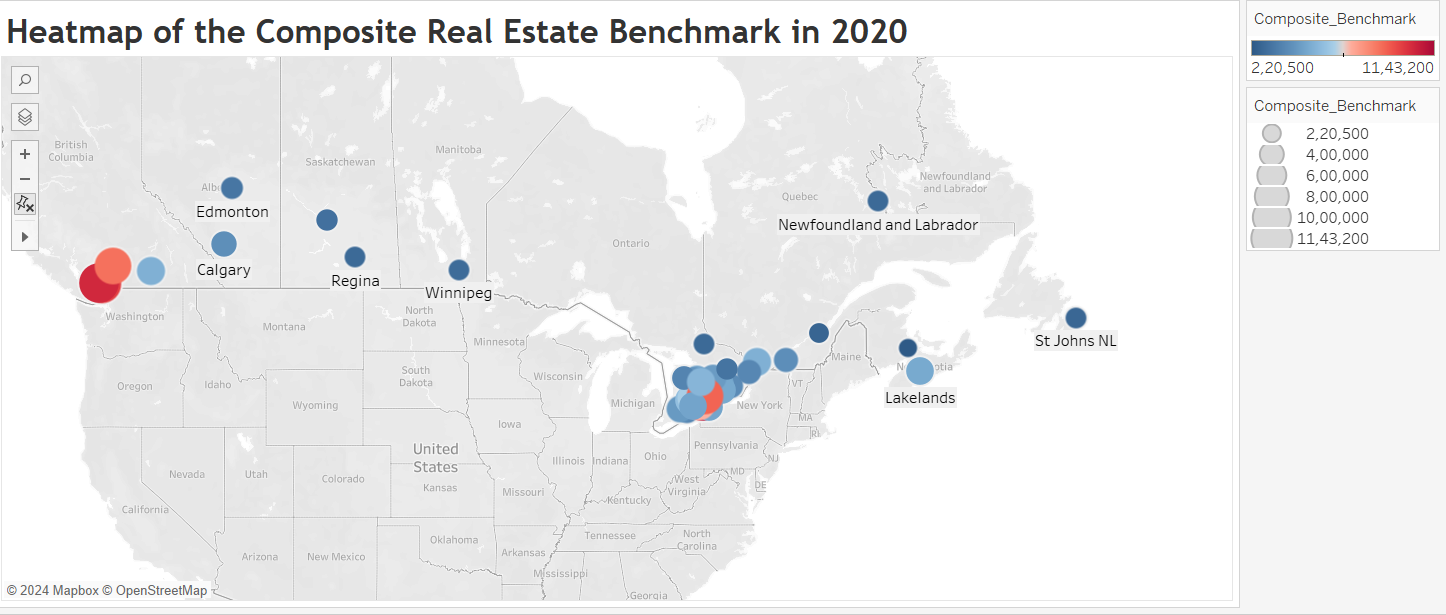 Heatmap of the Composite Real Estate Benchmark in 2020
Composite_Benchmark
2,20,500 11,43,200
Composite_Benchmark
2,20,500
4,00,000
6,00,000
8,00,000
10,00,000
11,43,200
British
Columbia
Manitoba
Saskatchewan
Newfoundland
and Labrador
Quebec
Edmonton
Newfoundland and Labrador
Ontario
Calgary
Regina
Winnipeg
Washington
North
Dakota
Montana
Minnesota
St Johns NL
Maine
South
Dakota
Wisconsin
Oregon
Idaho
VT
Lakelands
Michigan
New York
Wyoming
MA
Iowa
RI
United
States
Pennsylvania
Ohio
NJ
Illinois
Indiana
Nevada
Utah
Colorado
Kansas
MD
West
Virginia
DE
Missouri
Kentucky
California
Oklahoma
Tennessee
North
Carolina
Arizona
New Mexico
Arkansas
Mississippi
Georgia
© 2024 Mapbox © OpenStreetMap